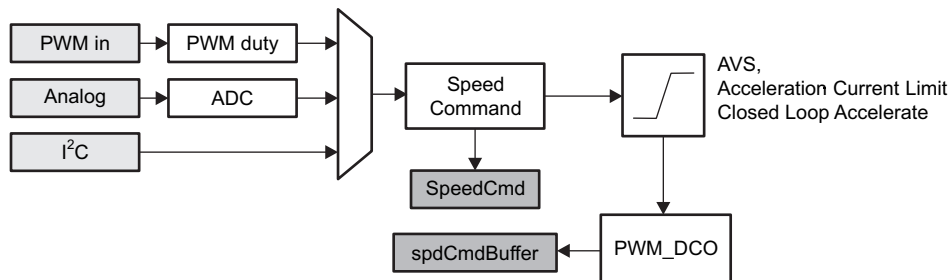 PWM in
PWM duty
Analog
ADC
I²C
Speed
Command
SpeedCmd
AVS,
Acceleration Current Limit
Closed Loop Accelerate
PWM_DCO
spdCmdBuffer